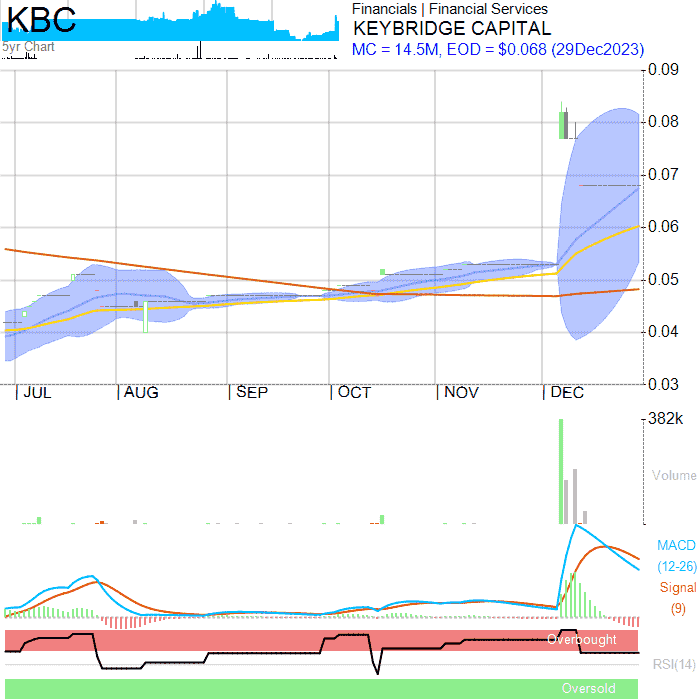 KBC
5yr Chart
Financials | Financial Services
KEYBRIDGE CAPITAL
MC = 14.5M, EOD = $0.068 (29Dec2023)
0.09
0.08
0.07
0.06
0.05
0.04
0.03
JUL AUG SEP OCT NOV DEC
382k
Volume
MACD
(12-26)
Signal
(9)
Overbought
RSI(14)
Oversold